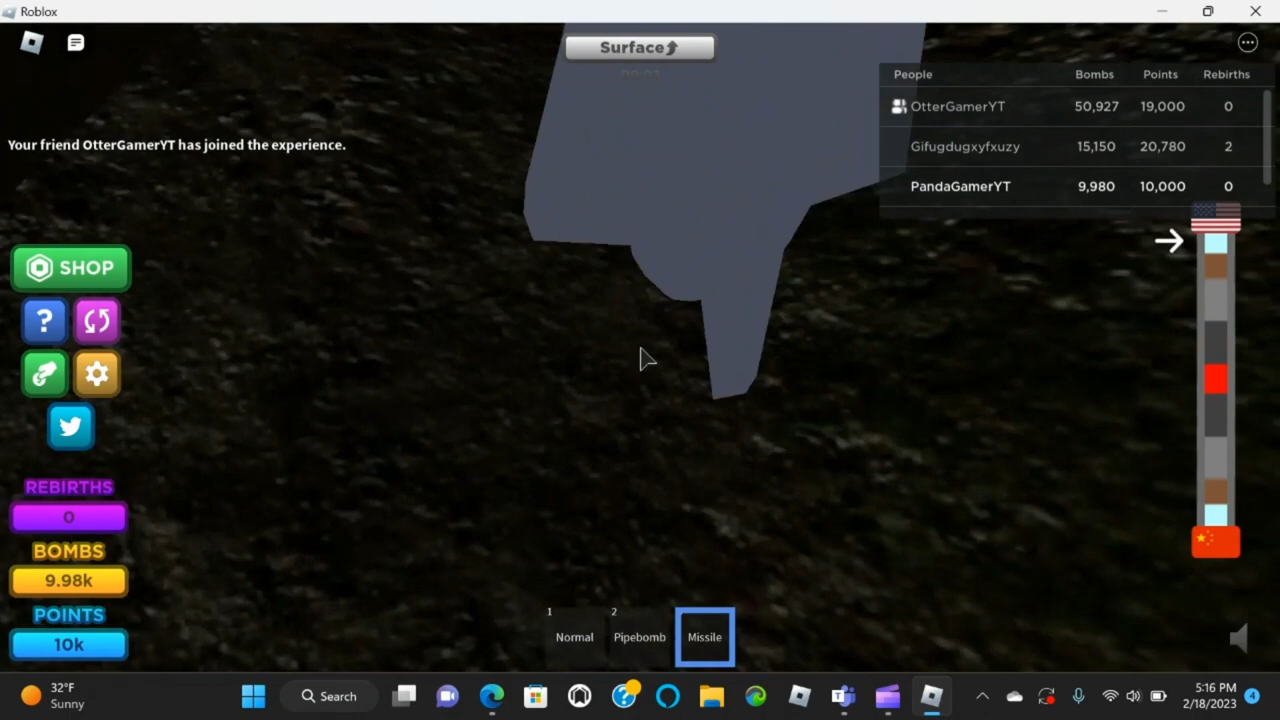 Roblox
Surface
00:03
People Bombs Points Rebirths
OtterGamerYT 50,927 19,000 0
Gifugdugxyfxuzy 15,150 20,780 2
PandaGamerYT 9,980 10,000 0
Your friend OtterGamerYT has joined the experience.
SHOP
?
REBIRTHS
0
BOMBS
9.98k
POINTS
10k
1 2
Normal Pipebomb Missile
32°F
Sunny
Search
5:16 PM
2/18/2023
4